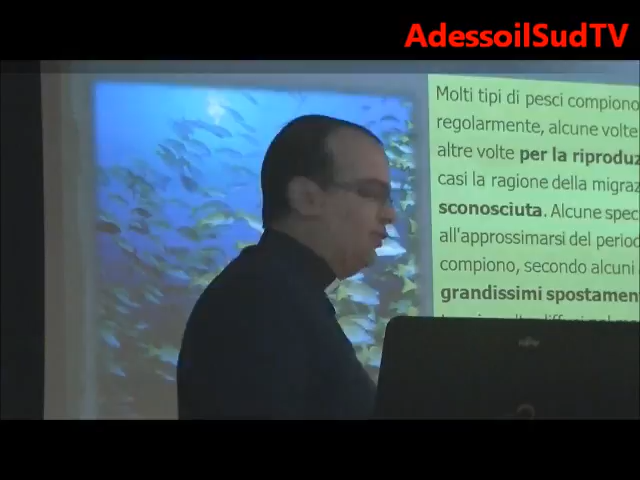 AdessoilSudTV
Molti tipi di pesci compiono
regolarmente, alcune volte
altre volte per la riproduz
casi la ragione della migraz
sconosciuta. Alcune spec
all'approssimarsi del period
compiono, secondo alcuni
grandissimi spostamen